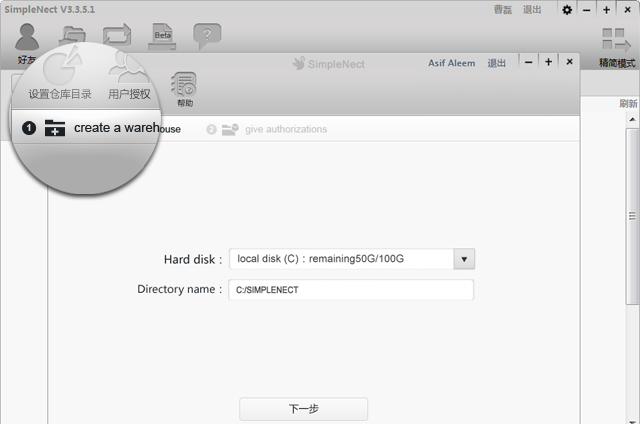 SimpleNect V3.3.5.1
曹磊 退出
Beta
?
好友
精简模式
SimpleNect
Asif Aleem 退出
设置仓库目录 用户授权 帮助
刷新
1 create a warehouse 2 give authorizations
Hard disk : local disk (C) : remaining50G/100G
Directory name : C:/SIMPLENECT
下一步